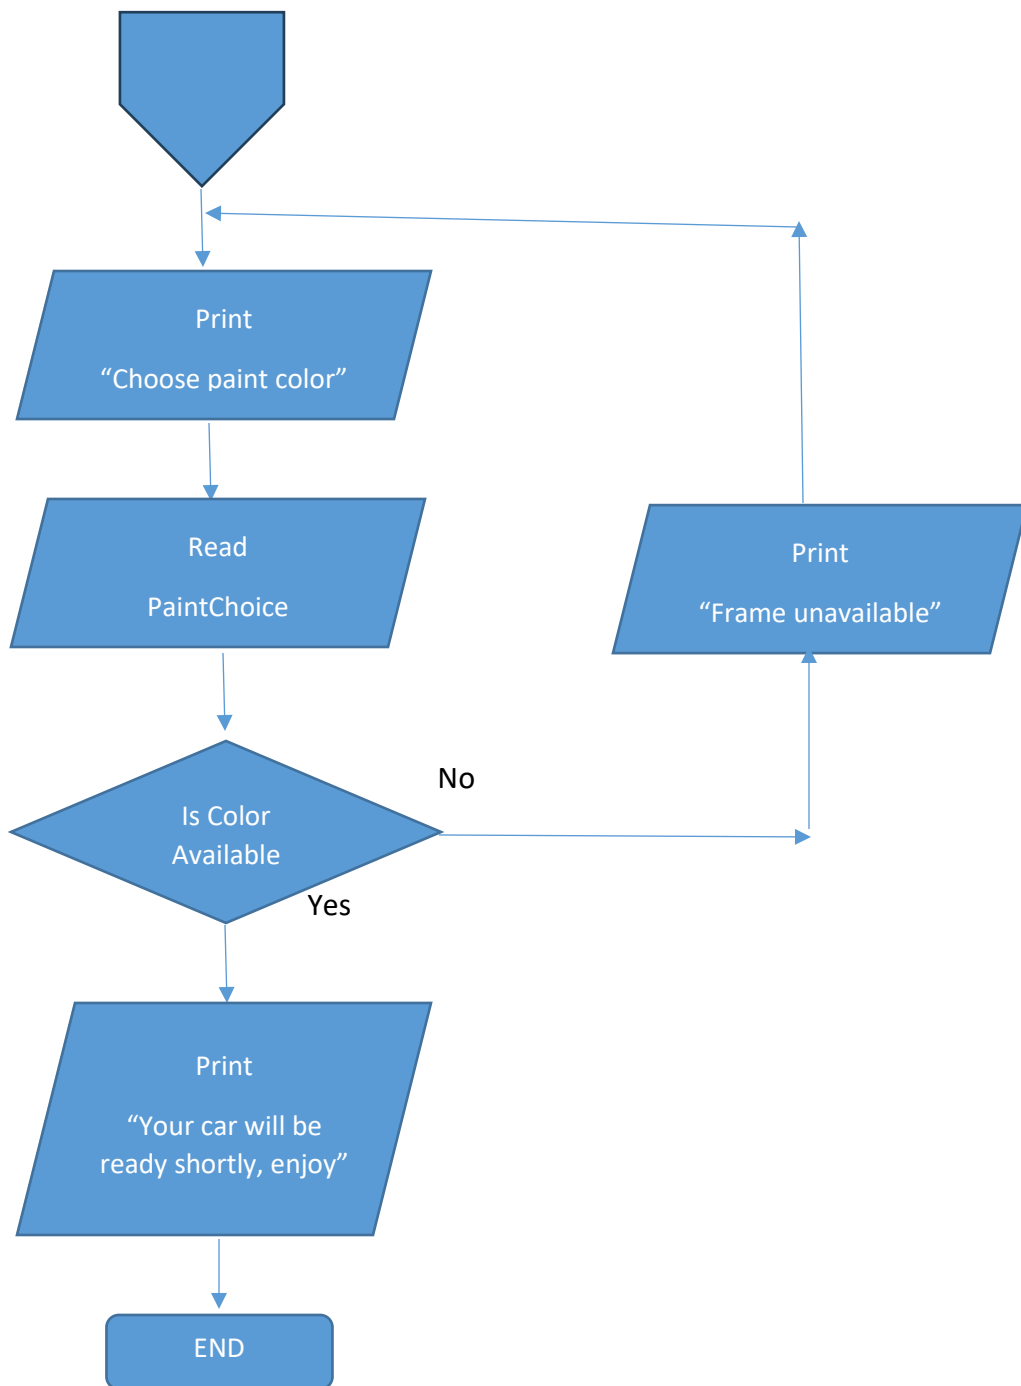 Print
“Choose paint color”
Read
PaintChoice
Print
“Frame unavailable”
No
Is Color
Available
Yes
Print
“Your car will be
ready shortly, enjoy”
END